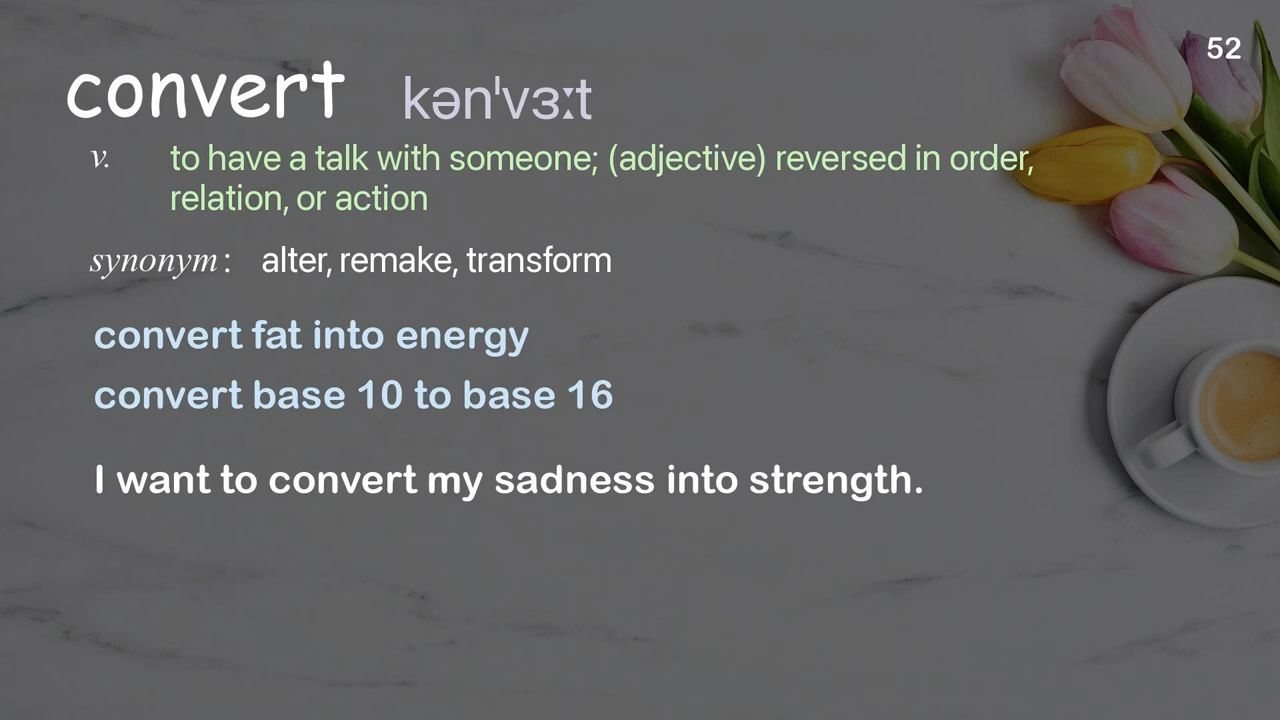 52
convert kən'vɜːt
v. to have a talk with someone; (adjective) reversed in order,
relation, or action
synonym: alter, remake, transform
convert fat into energy
convert base 10 to base 16
I want to convert my sadness into strength.